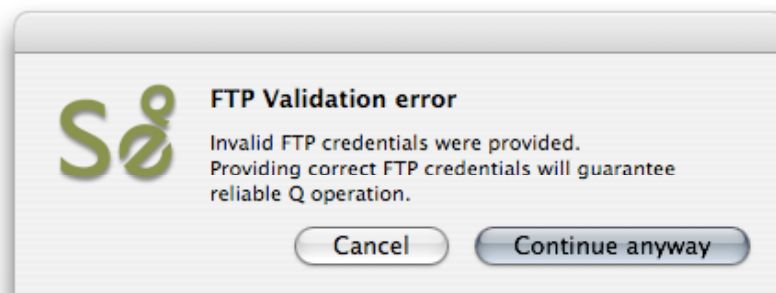 FTP Validation error
Invalid FTP credentials were provided.
Providing correct FTP credentials will guarantee
reliable Q operation.
Cancel
Continue anyway